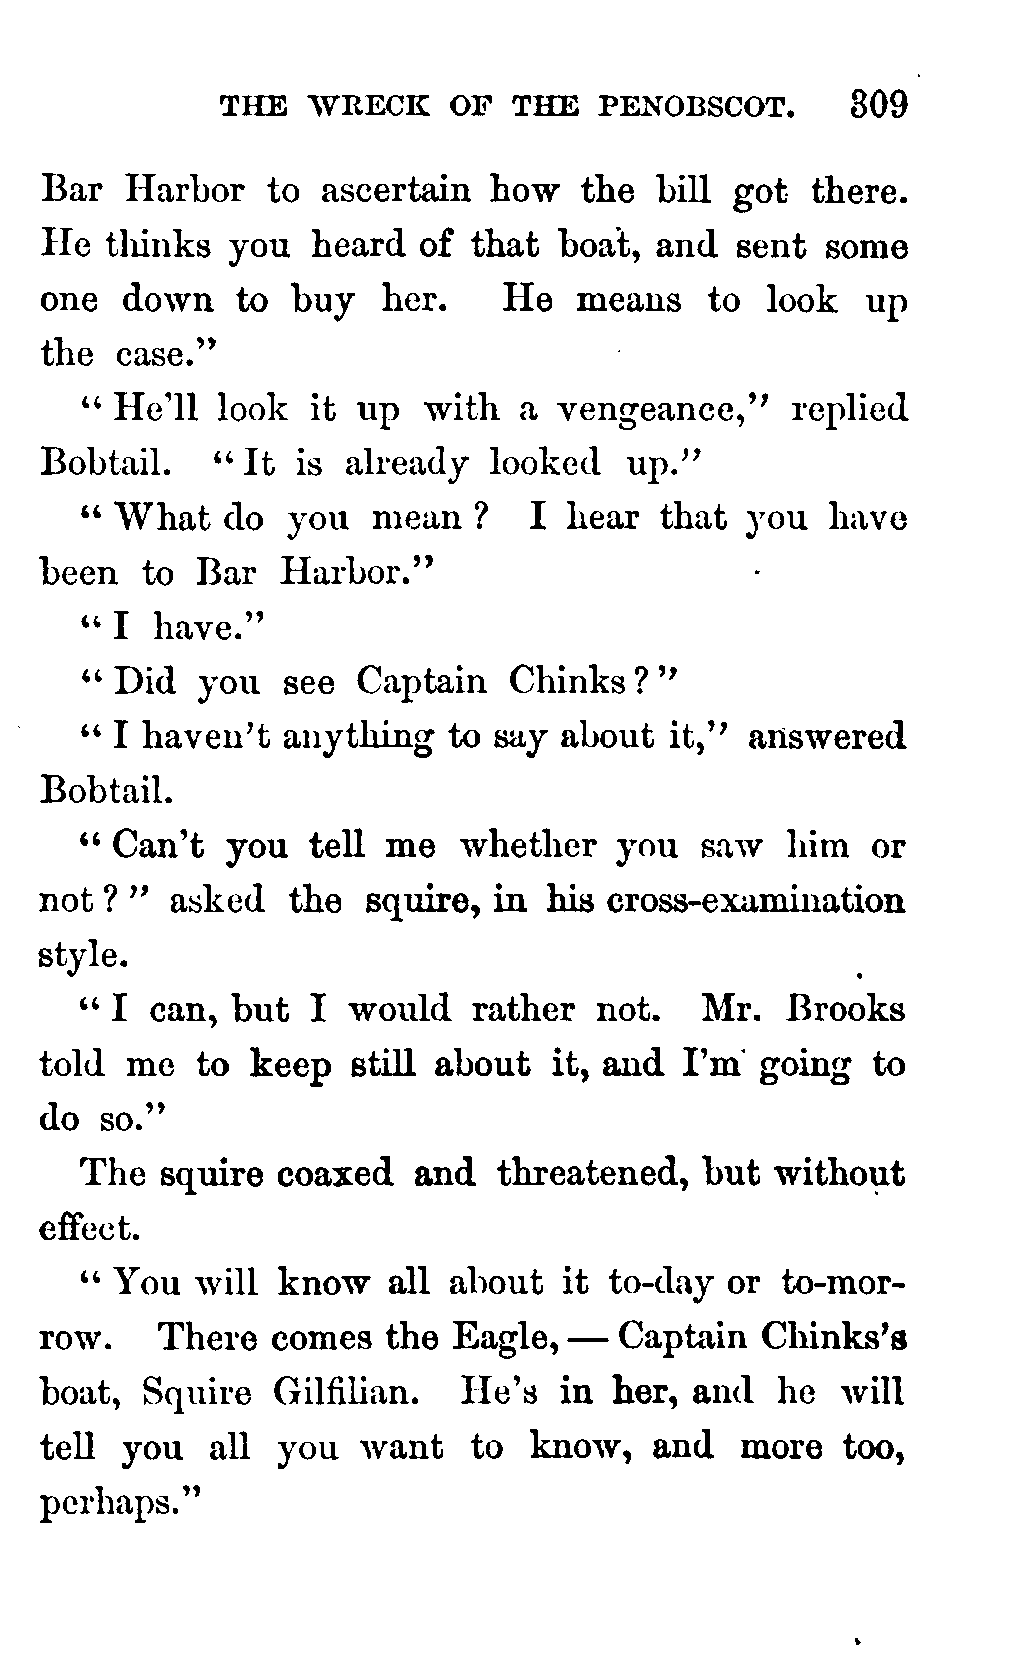 THE WRECK OF THE PENOBSCOT. 309
Bar Harbor to ascertain how the bill got there.
He thinks you heard of that boat, and sent some
one down to buy her. He means to look up
the case."
"He'll look it up with a vengeance," replied
Bobtail. "It is already looked up."
"What do you mean? I hear that you have
been to Bar Harbor."
"I have."
"Did you see Captain Chinks?"
"I haven't anything to say about it," answered
Bobtail.
"Can't you tell me whether you saw him or
not?" asked the squire, in his cross-examination
style.
"I can, but I would rather not. Mr. Brooks
told me to keep still about it, and I'm going to
do so."
The squire coaxed and threatened, but without
effect.
"You will know all about it to-day or to-mor-
row. There comes the Eagle, — Captain Chinks's
boat, Squire Gilfilian. He's in her, and he will
tell you all you want to know, and more too,
perhaps."